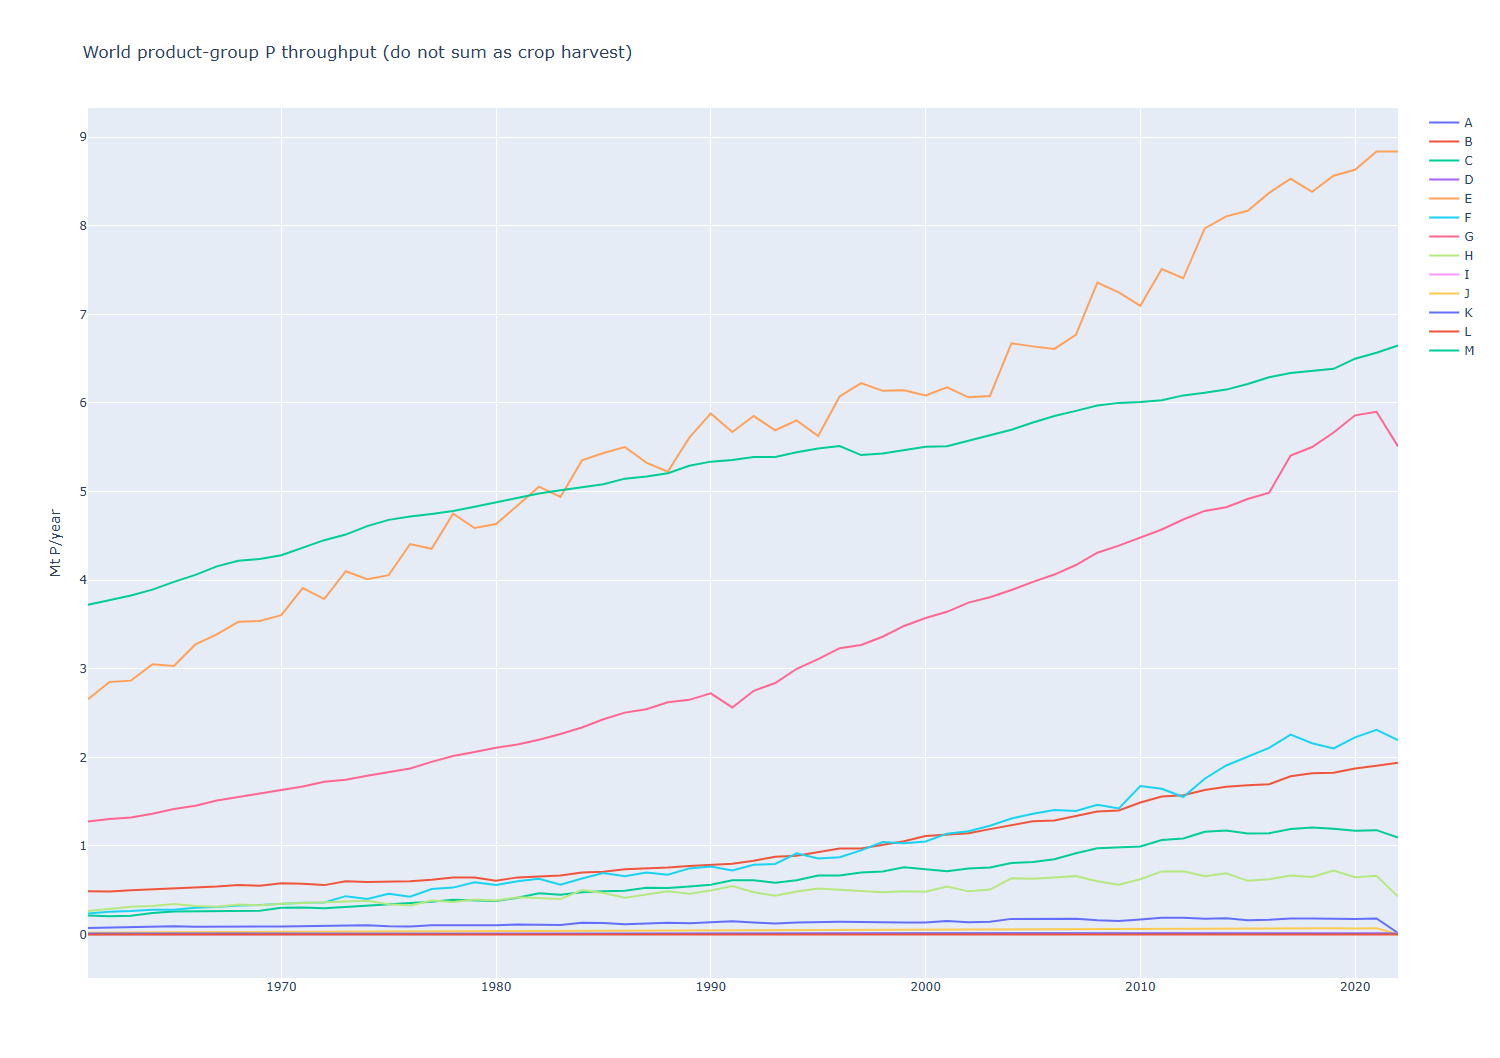 World product-group P throughput (do not sum as crop harvest)
9
8
7
6
5
4
3
2
1
0
Mt P/year
1970
1980
1990
2000
2010
2020
A
B
C
D
E
F
G
H
I
J
K
L
M